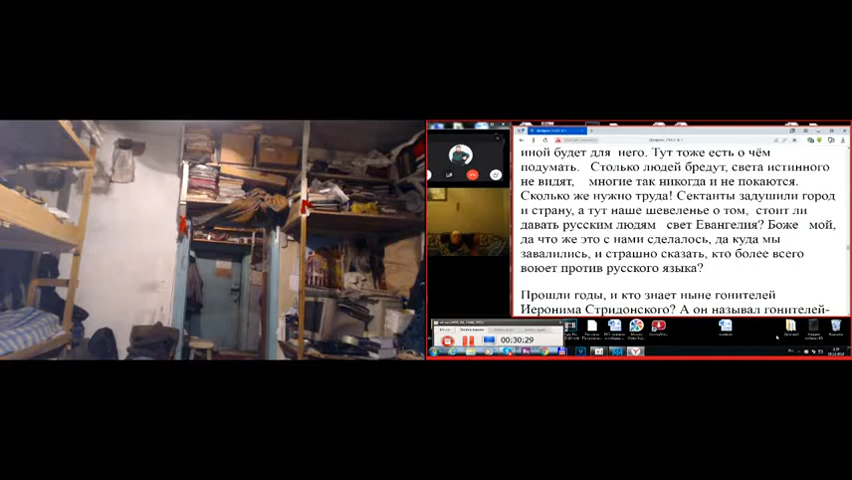 иной будет для него. Тут тоже есть о чём
подумать. Столько людей бредут, света истинного
не видят, многие так никогда и не покаются.
Сколько же нужно труда! Сектанты задушили город
и страну, а тут наше шевеленье о том, стоит ли
давать русским людям свет Евангелия? Боже мой,
да что же это с нами сделалось, да куда мы
завалились, и страшно сказать, кто более всего
воюет против русского языка?
Прошли годы, и кто знает ныне гонителей
Иеронима Стридонского? А он называл гонителей-
00:30:29